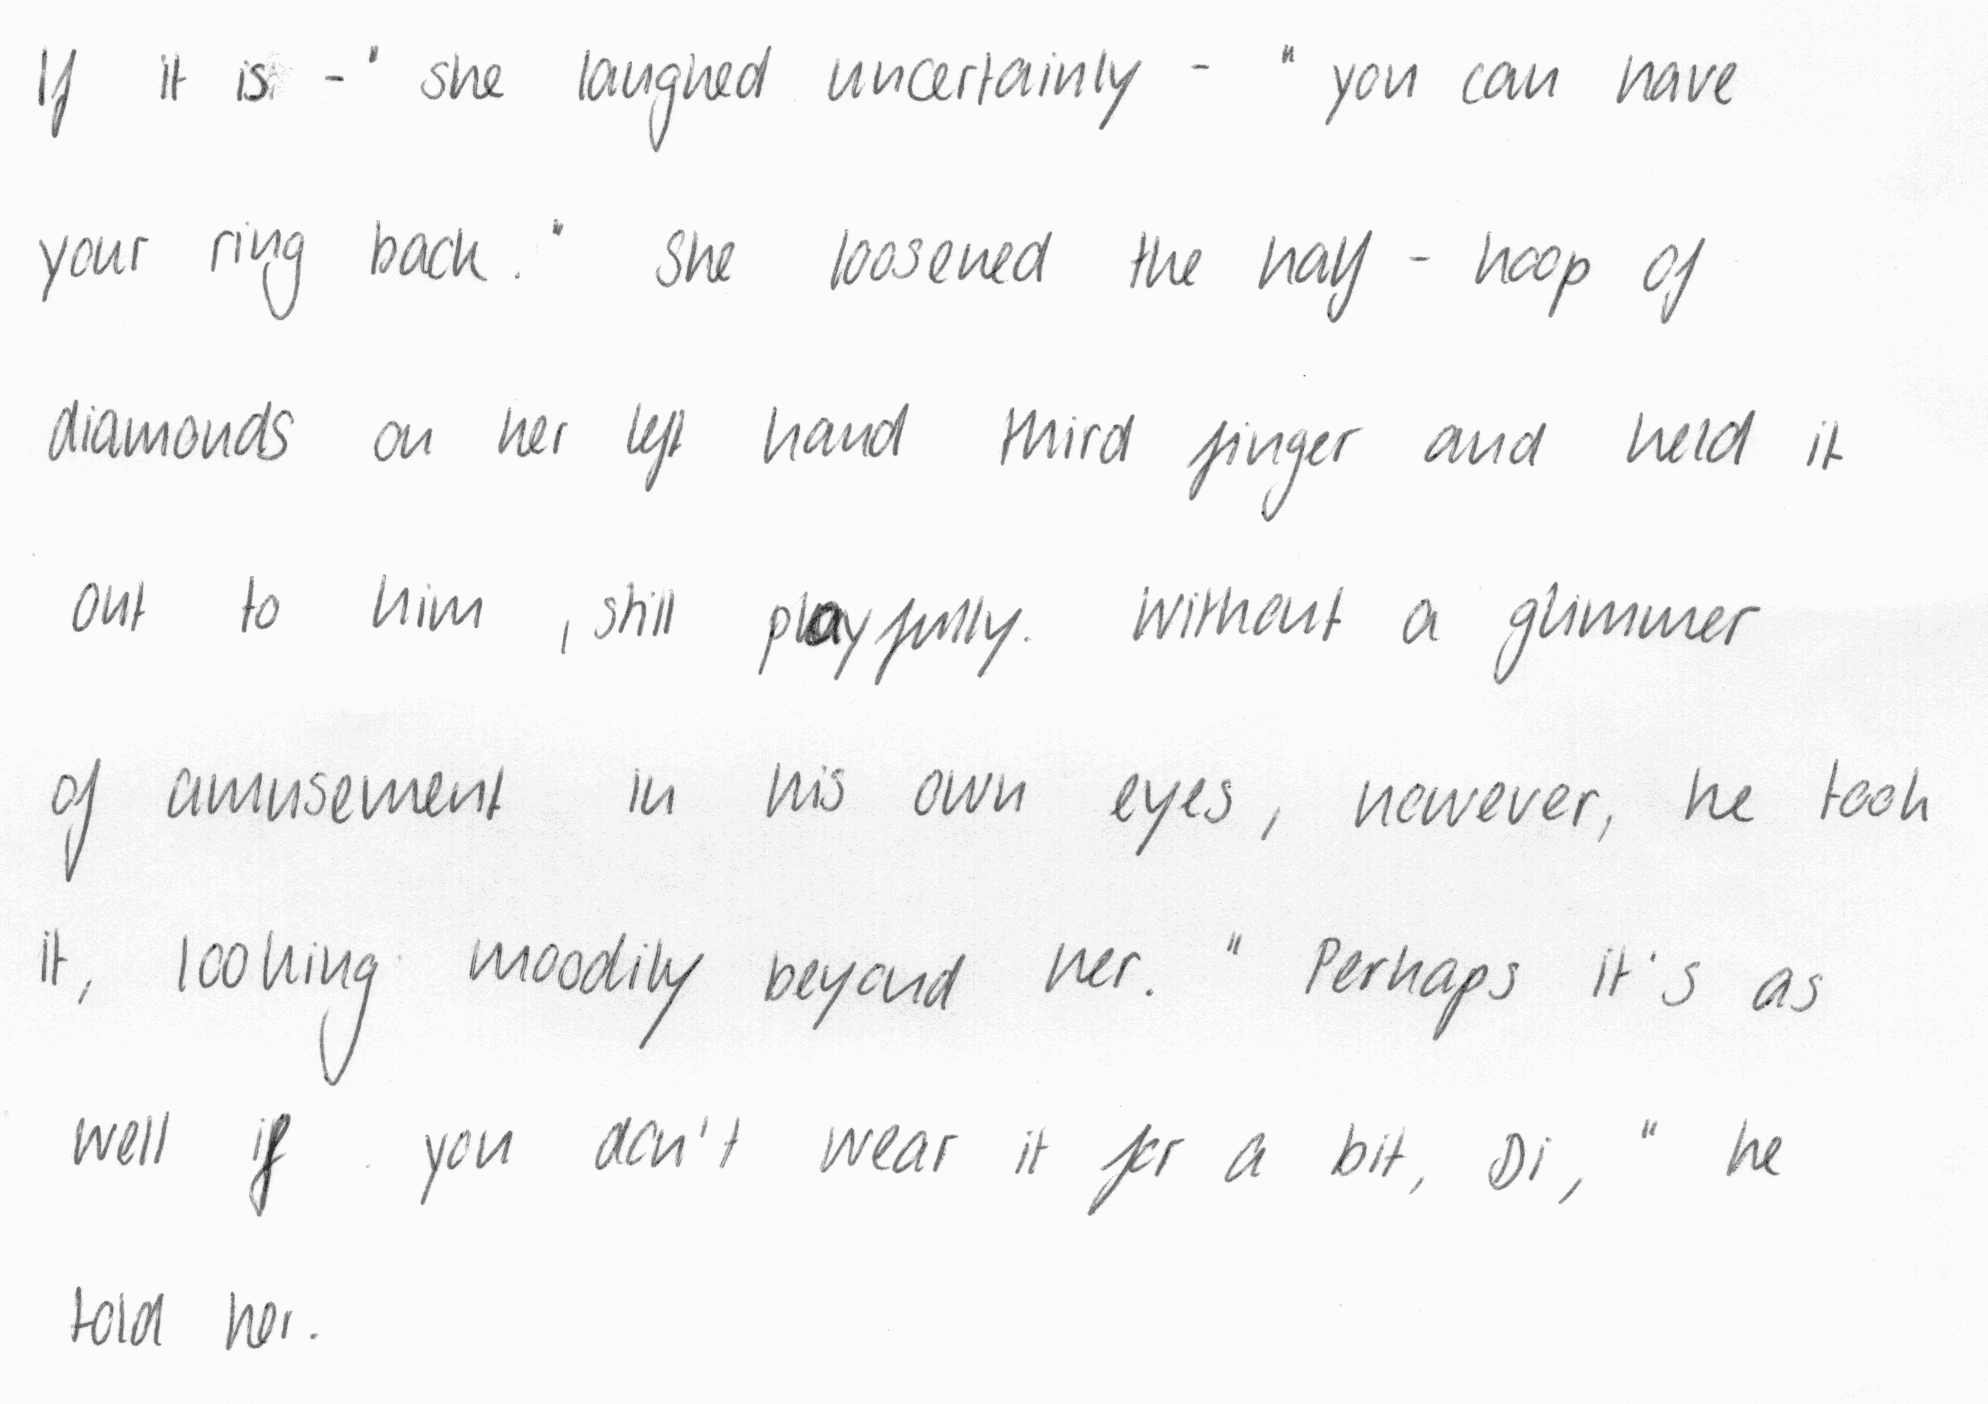 If it is -" she laughed uncertainly - "you can have
your ring back." She loosened the half-hoop of
diamonds on her left hand third finger and held it
out to him, still playfully. Without a glimmer
of amusement in his own eyes, however, he took
it, looking moodily beyond her. "Perhaps it's as
well if you don't wear it for a bit, Di," he
told her.